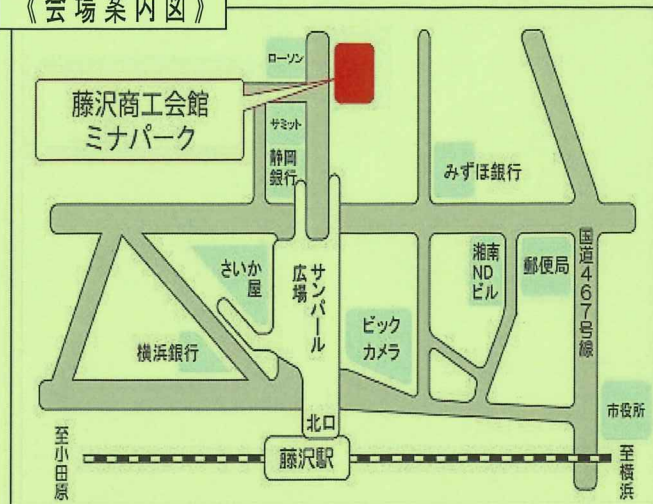 《会場案内図》
ローソン
藤沢商工会館
ミナパーク
サミット
静岡
銀行
みずほ銀行
さいか
屋
サンパール
広場
湘南
ND
ビル
郵便局
国道467号線
横浜銀行
ビック
カメラ
市役所
北口
藤沢駅
至小田原
至横浜